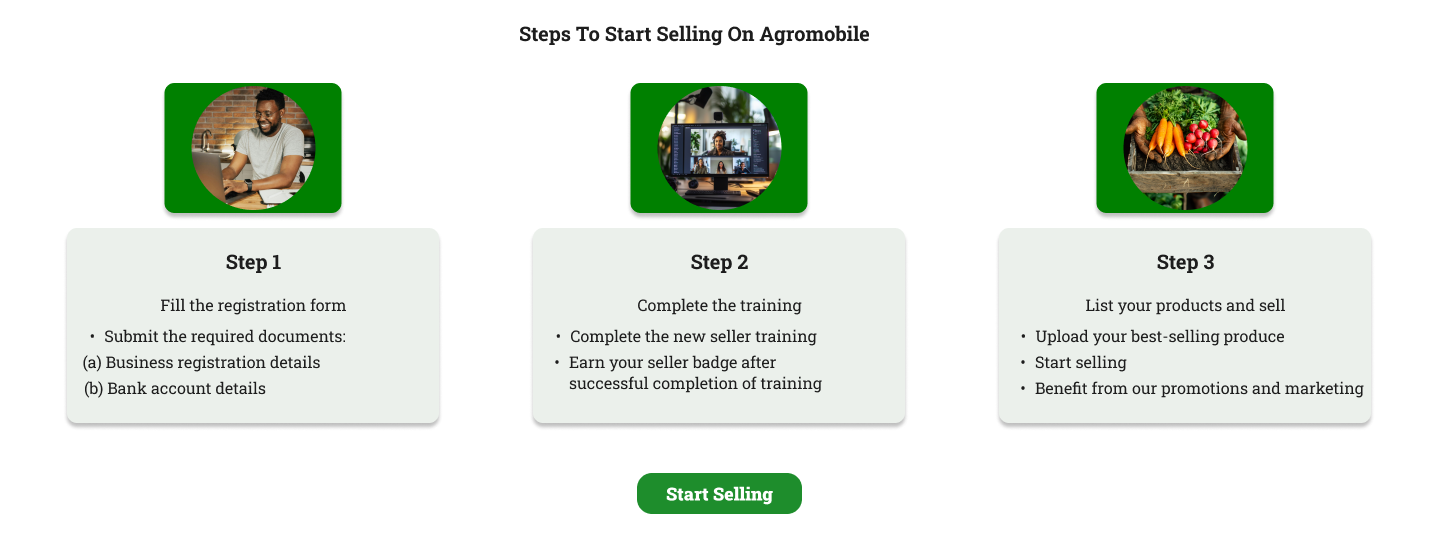 Steps To Start Selling On Agromobile
Step 1
Fill the registration form
• Submit the required documents:
(a) Business registration details
(b) Bank account details
Step 2
Complete the training
• Complete the new seller training
• Earn your seller badge after
successful completion of training
Step 3
List your products and sell
• Upload your best-selling produce
• Start selling
• Benefit from our promotions and marketing
Start Selling